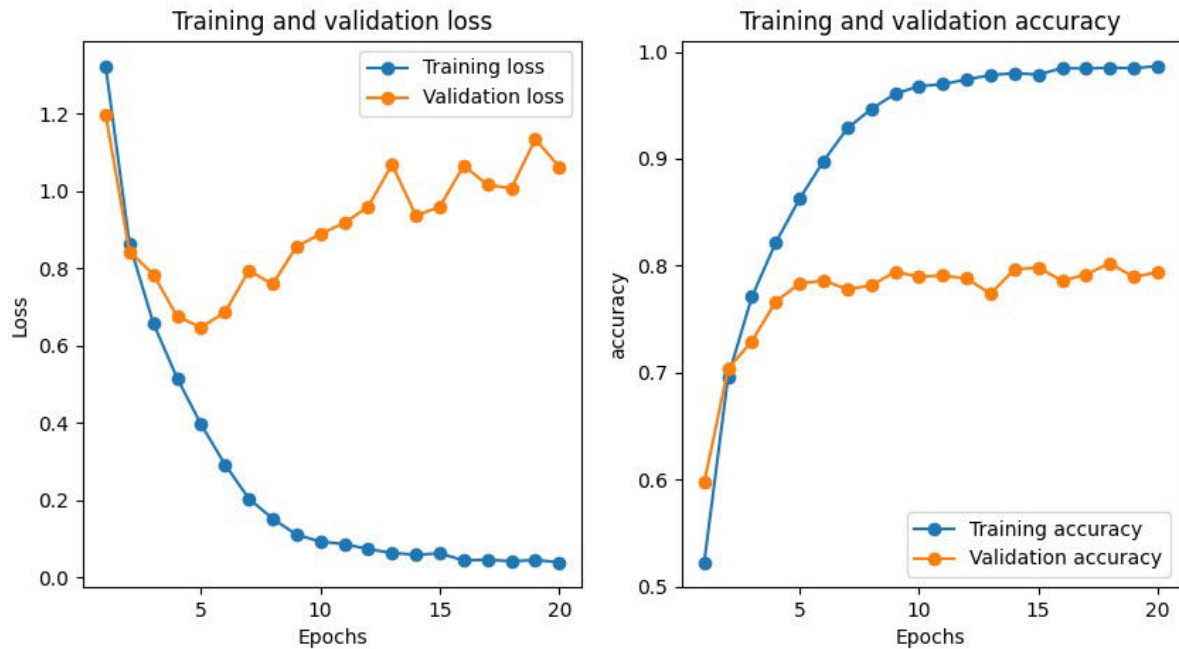 Training and validation loss
Training loss
Validation loss
1.2
1.0
0.8
0.6
0.4
0.2
0.0
Loss
5 10 15 20
Epochs
Training and validation accuracy
1.0
0.9
0.8
0.7
0.6
0.5
accuracy
Training accuracy
Validation accuracy
5 10 15 20
Epochs